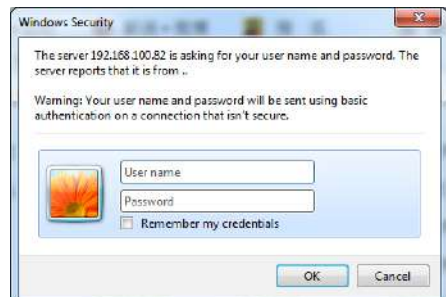 Windows Security
The server 192.168.100.82 is asking for your user name and password. The
server reports that it is from ..
Warning: Your user name and password will be sent using basic
authentication on a connection that isn't secure.
User name
Password
Remember my credentials
OK
Cancel